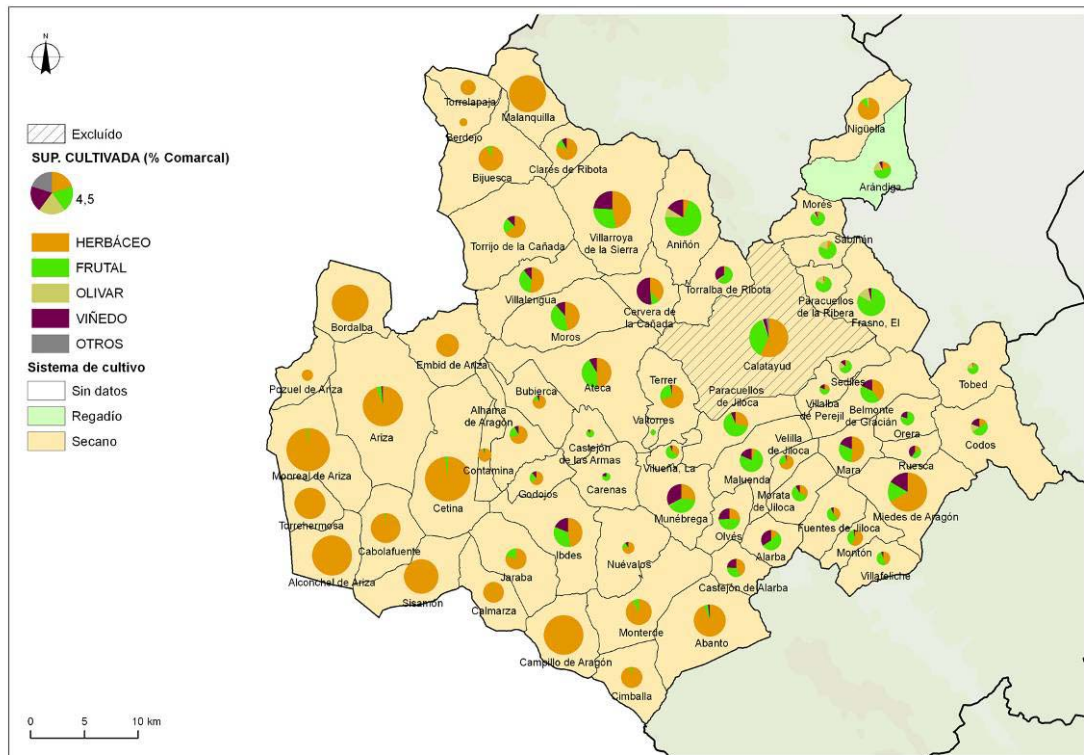 N
Excluído
SUP. CULTIVADA (% Comarcal)
4,5
HERBÁCEO
FRUTAL
OLIVAR
VIÑEDO
OTROS
Sistema de cultivo
Sin datos
Regadío
Secano
0 5 10 km
Torrelapaja
Malanquilla
Berdejo
Bijuesca
Clarés de Ribota
Nigüella
Arándiga
Morés
Sabiñán
Villarroya
de la Sierra
Aniñón
Torrijo de la Cañada
Torralba de Ribota
Paracuellos
de la Ribera
Frasno, El
Villalengua
Cervera de
la Cañada
Moros
Bordalba
Calatayud
Embid de Ariza
Pozuel de Ariza
Ateca
Terrer
Bubierca
Paracuellos
de Jiloca
Sediles
Villalba
de Perejil
Belmonte
de Gracián
Tobed
Ariza
Alhama
de Aragón
Valtorres
Castejón
de las Armas
Orera
Codos
Contamina
Monreal de Ariza
Cetina
Godojos
Carenas
Vilueña, La
Velilla
de Jiloca
Maluenda
Mara
Ruesca
Morata
de Jiloca
Munébrega
Miedes de Aragón
Torrehermosa
Cabolafuente
Olvés
Fuentes de Jiloca
Ibdes
Nuévalos
Alarba
Montón
Alconchel de Ariza
Jaraba
Castejón de Alarba
Villafeliche
Sisamón
Calmarza
Monterde
Abanto
Campillo de Aragón
Cimballa